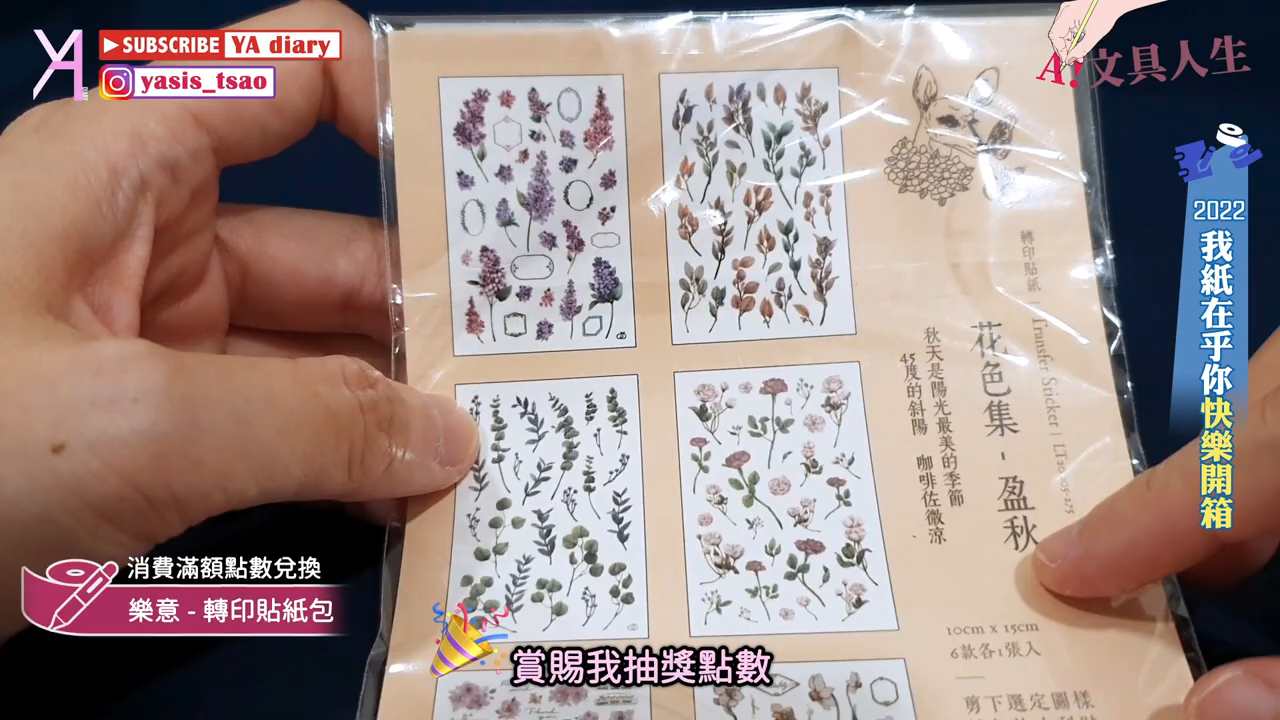 YA
DIARY
SUBSCRIBE YA diary
yasis_tsao
A!文具人生
2022
我紙在乎你快樂開箱
轉印貼紙 | Transfer Sticker |
花色集 - 盈秋
秋天是陽光最美的季節
45度的斜陽 咖啡佐微涼
10cm x 15cm
6款各1張入
剪下選定圖樣
消費滿額點數兌換
樂意 - 轉印貼紙包
賞賜我抽獎點數